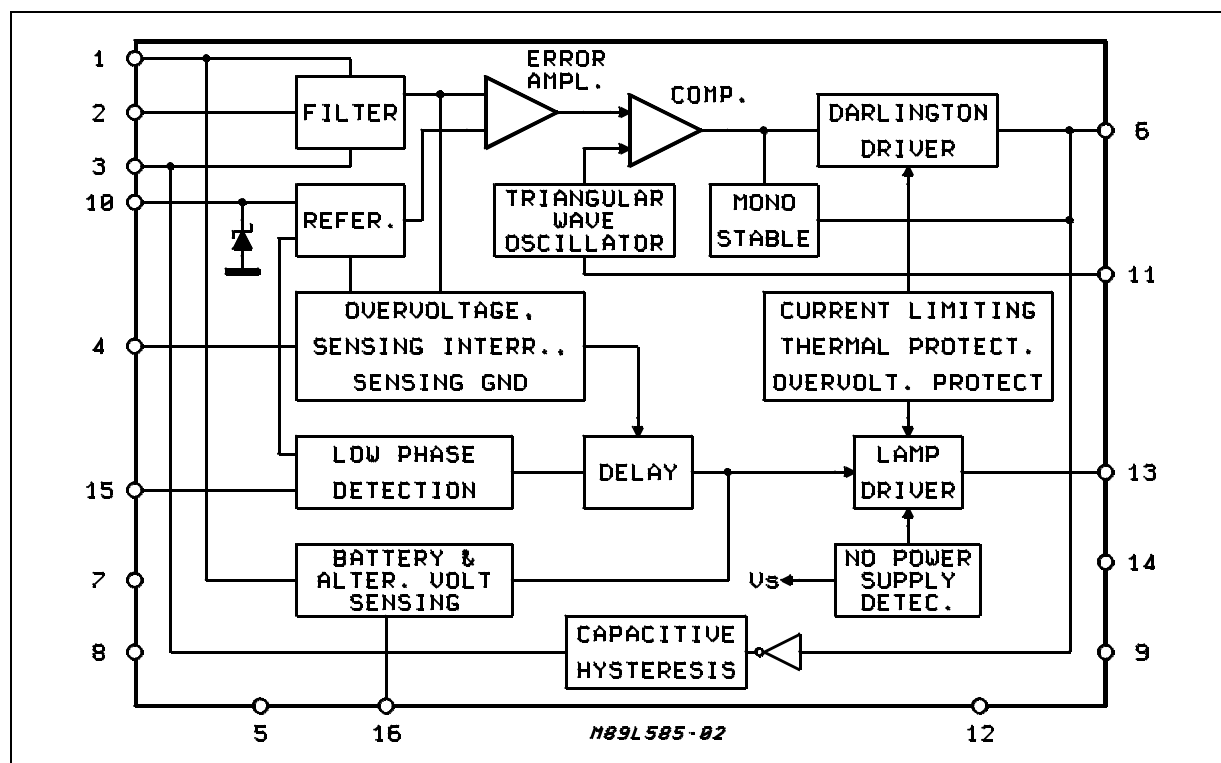 1
2
3
10
4
15
7
8
5
16
12
6
11
13
14
9
FILTER
REFER.
ERROR
AMPL.
COMP.
TRIANGULAR
WAVE
OSCILLATOR
MONO
STABLE
DARLINGTON
DRIVER
OVERVOLTAGE.
SENSING INTERR..
SENSING GND
CURRENT LIMITING
THERMAL PROTECT.
OVERVOLT. PROTECT
LOW PHASE
DETECTION
DELAY
LAMP
DRIVER
BATTERY &
ALTER. VOLT
SENSING
Vs
NO POWER
SUPPLY
DETEC.
CAPACITIVE
HYSTERESIS
M89L585-02